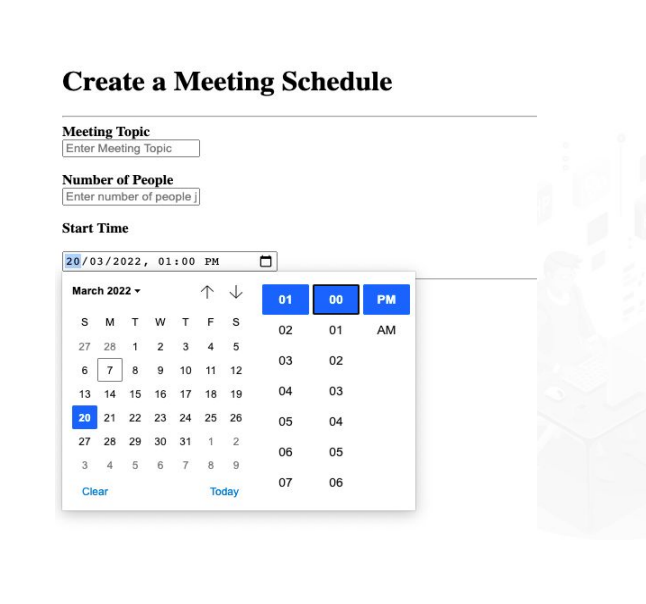 Create a Meeting Schedule
Meeting Topic
Enter Meeting Topic
Number of People
Enter number of people j
Start Time
20/03/2022, 01:00 PM
March 2022
S M T W T F S
27 28 1 2 3 4 5
6 7 8 9 10 11 12
13 14 15 16 17 18 19
20 21 22 23 24 25 26
27 28 29 30 31 1 2
3 4 5 6 7 8 9
Clear Today
01 00 PM
02 01 AM
03 02
04 03
05 04
06 05
07 06